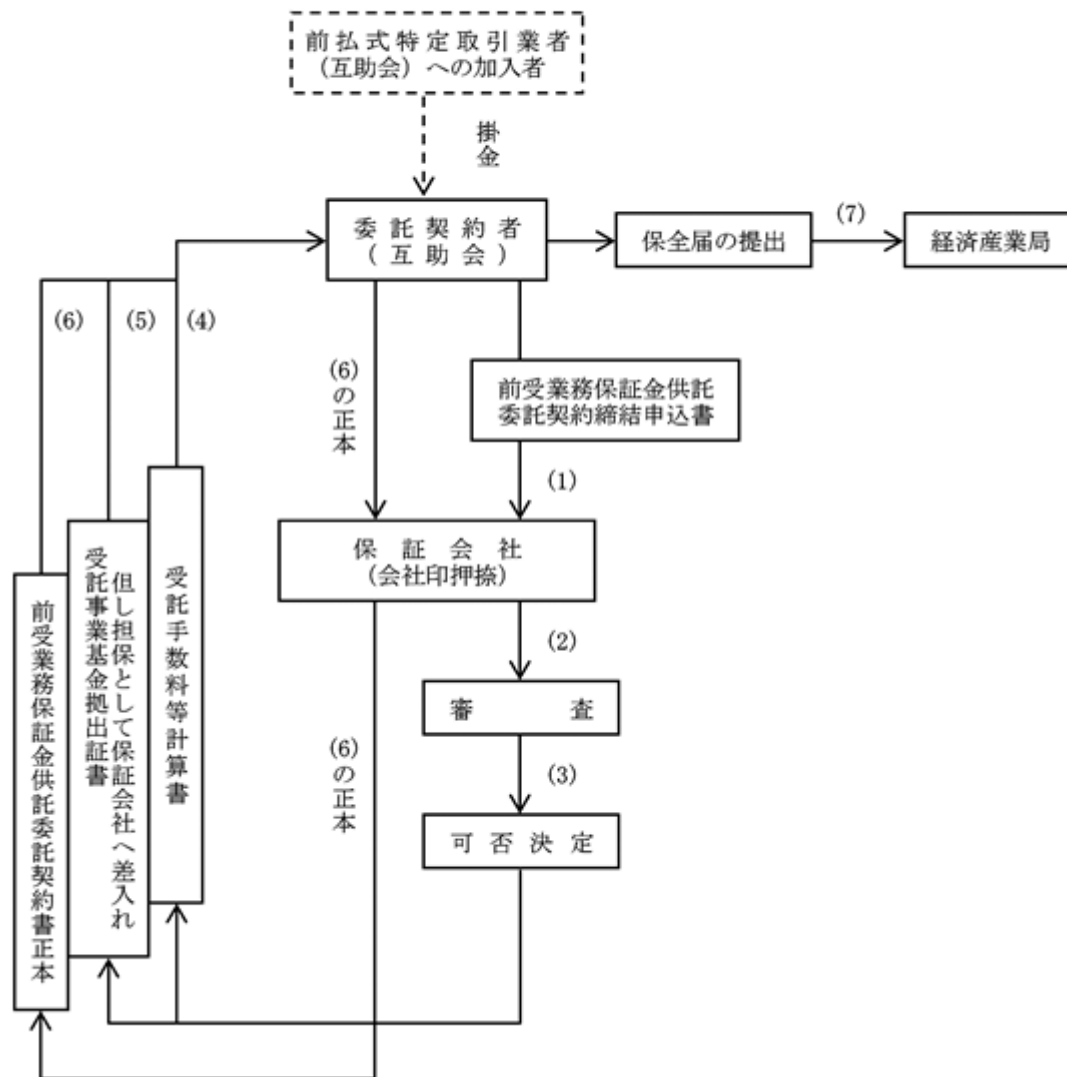 前払式特定取引業者
（互助会）への加入者
掛金
委託契約者
（互助会）
保全届の提出
(7)
経済産業局
(6)
(5)
(4)
(6)の正本
前受業務保証金供託
委託契約締結申込書
(1)
保証会社
(会社印押捺)
(2)
審査
(3)
可否決定
(6)の正本
受託手数料等計算書
受託事業基金拠出証書
但し担保として保証会社へ差入れ
前受業務保証金供託委託契約書正本